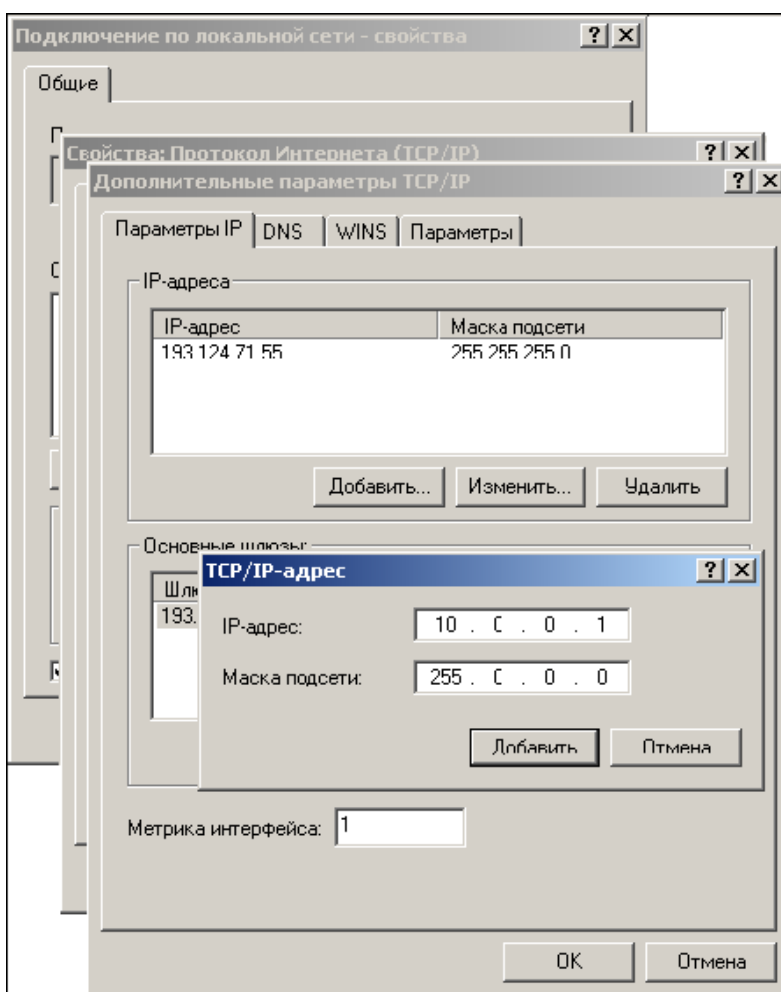 Подключение по локальной сети - свойства
Общие
Свойства: Протокол Интернета (TCP/IP)
Дополнительные параметры TCP/IP
Параметры IP DNS WINS Параметры
IP-адреса
IP-адрес Маска подсети
193.124.71.55 255.255.255.0
Добавить... Изменить... Удалить
Основные шлюзы:
193.
TCP/IP-адрес
IP-адрес: 10 . 0 . 0 . 1
Маска подсети: 255 . 0 . 0 . 0
Добавить Отмена
Метрика интерфейса: 1
OK Отмена